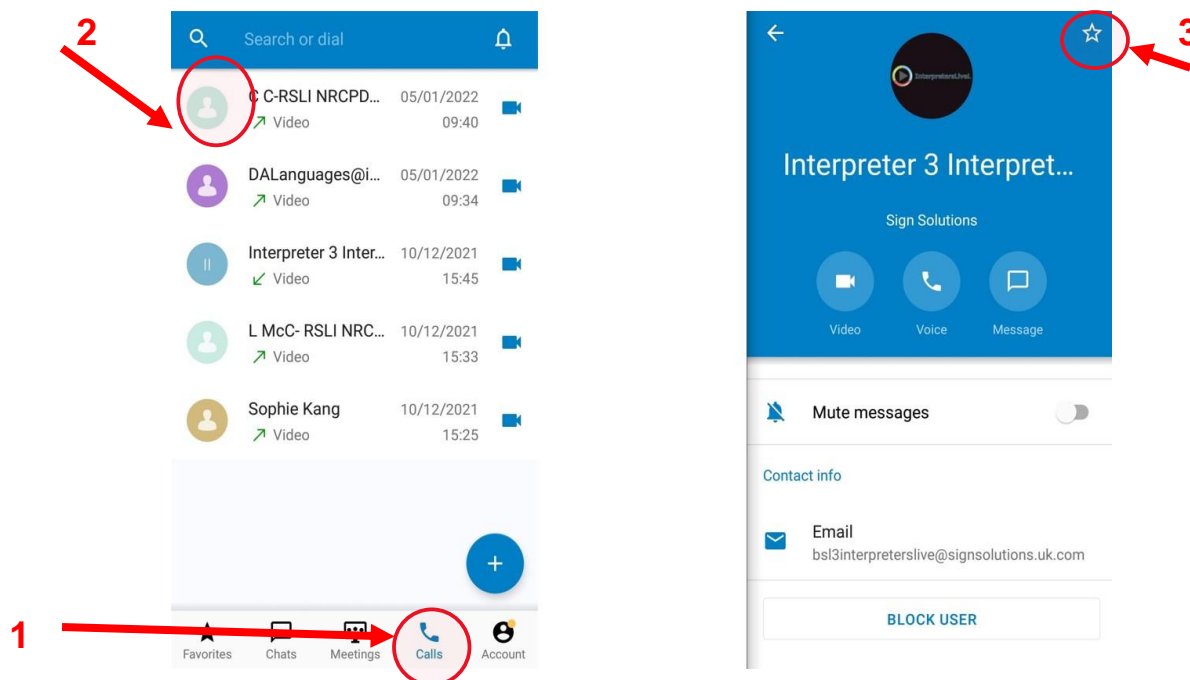 2
Search or dial
C C-RSLI NRCPD... 05/01/2022
Video 09:40
DALanguages@i... 05/01/2022
Video 09:34
II
Interpreter 3 Inter... 10/12/2021
Video 15:45
L McC- RSLI NRC... 10/12/2021
Video 15:33
Sophie Kang 10/12/2021
Video 15:25
+
1
Favorites Chats Meetings Calls Account
3
InterpretersLive!
Interpreter 3 Interpret...
Sign Solutions
Video Voice Message
Mute messages
Contact info
Email
bsl3interpreterslive@signsolutions.uk.com
BLOCK USER